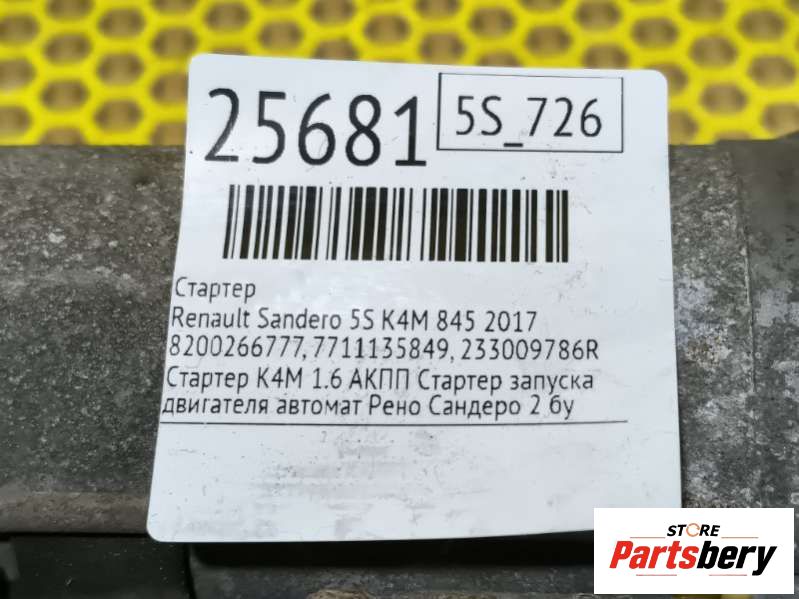 25681
5S_726
Стартер
Renault Sandero 5S K4M 845 2017
8200266777,7711135849, 233009786R
Стартер K4M 1.6 АКПП Стартер запуска
двигателя автомат Рено Сандеро 2 бу
STORE
Partsbery